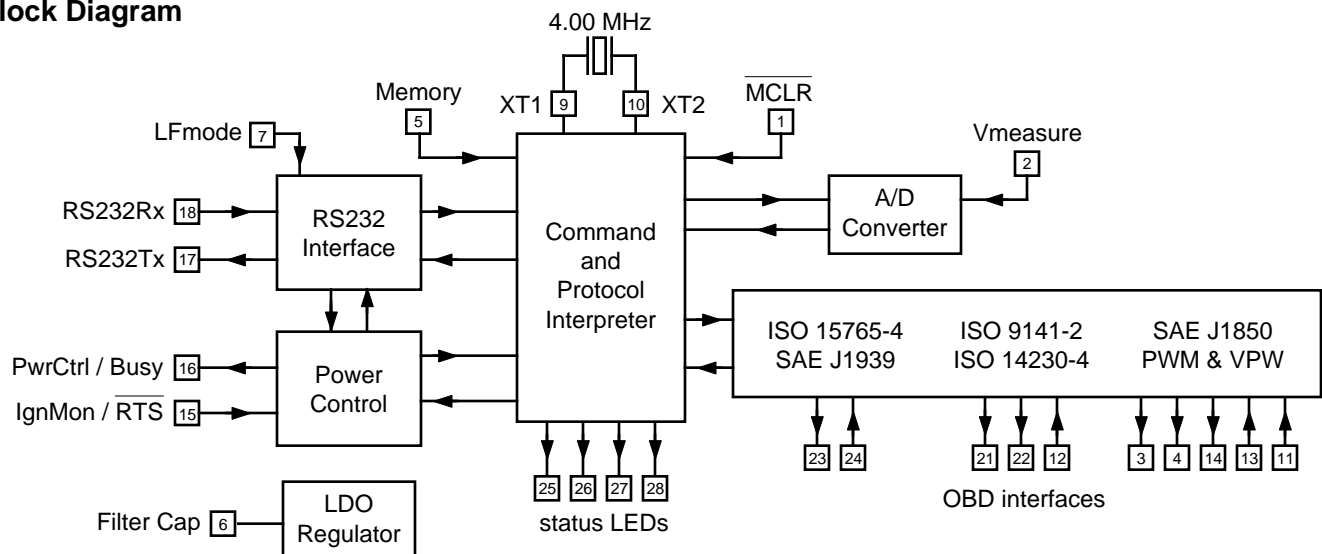 lock Diagram
4.00 MHz
Memory
5
XT1 9
10 XT2
MCLR
1
LFmode 7
Vmeasure
2
RS232Rx 18
RS232Tx 17
RS232
Interface
Command
and
Protocol
Interpreter
A/D
Converter
PwrCtrl / Busy 16
IgnMon / RTS 15
Power
Control
ISO 15765-4
SAE J1939
ISO 9141-2
ISO 14230-4
SAE J1850
PWM & VPW
23 24 21 22 12 3 4 14 13 11
OBD interfaces
25 26 27 28
status LEDs
Filter Cap 6
LDO
Regulator